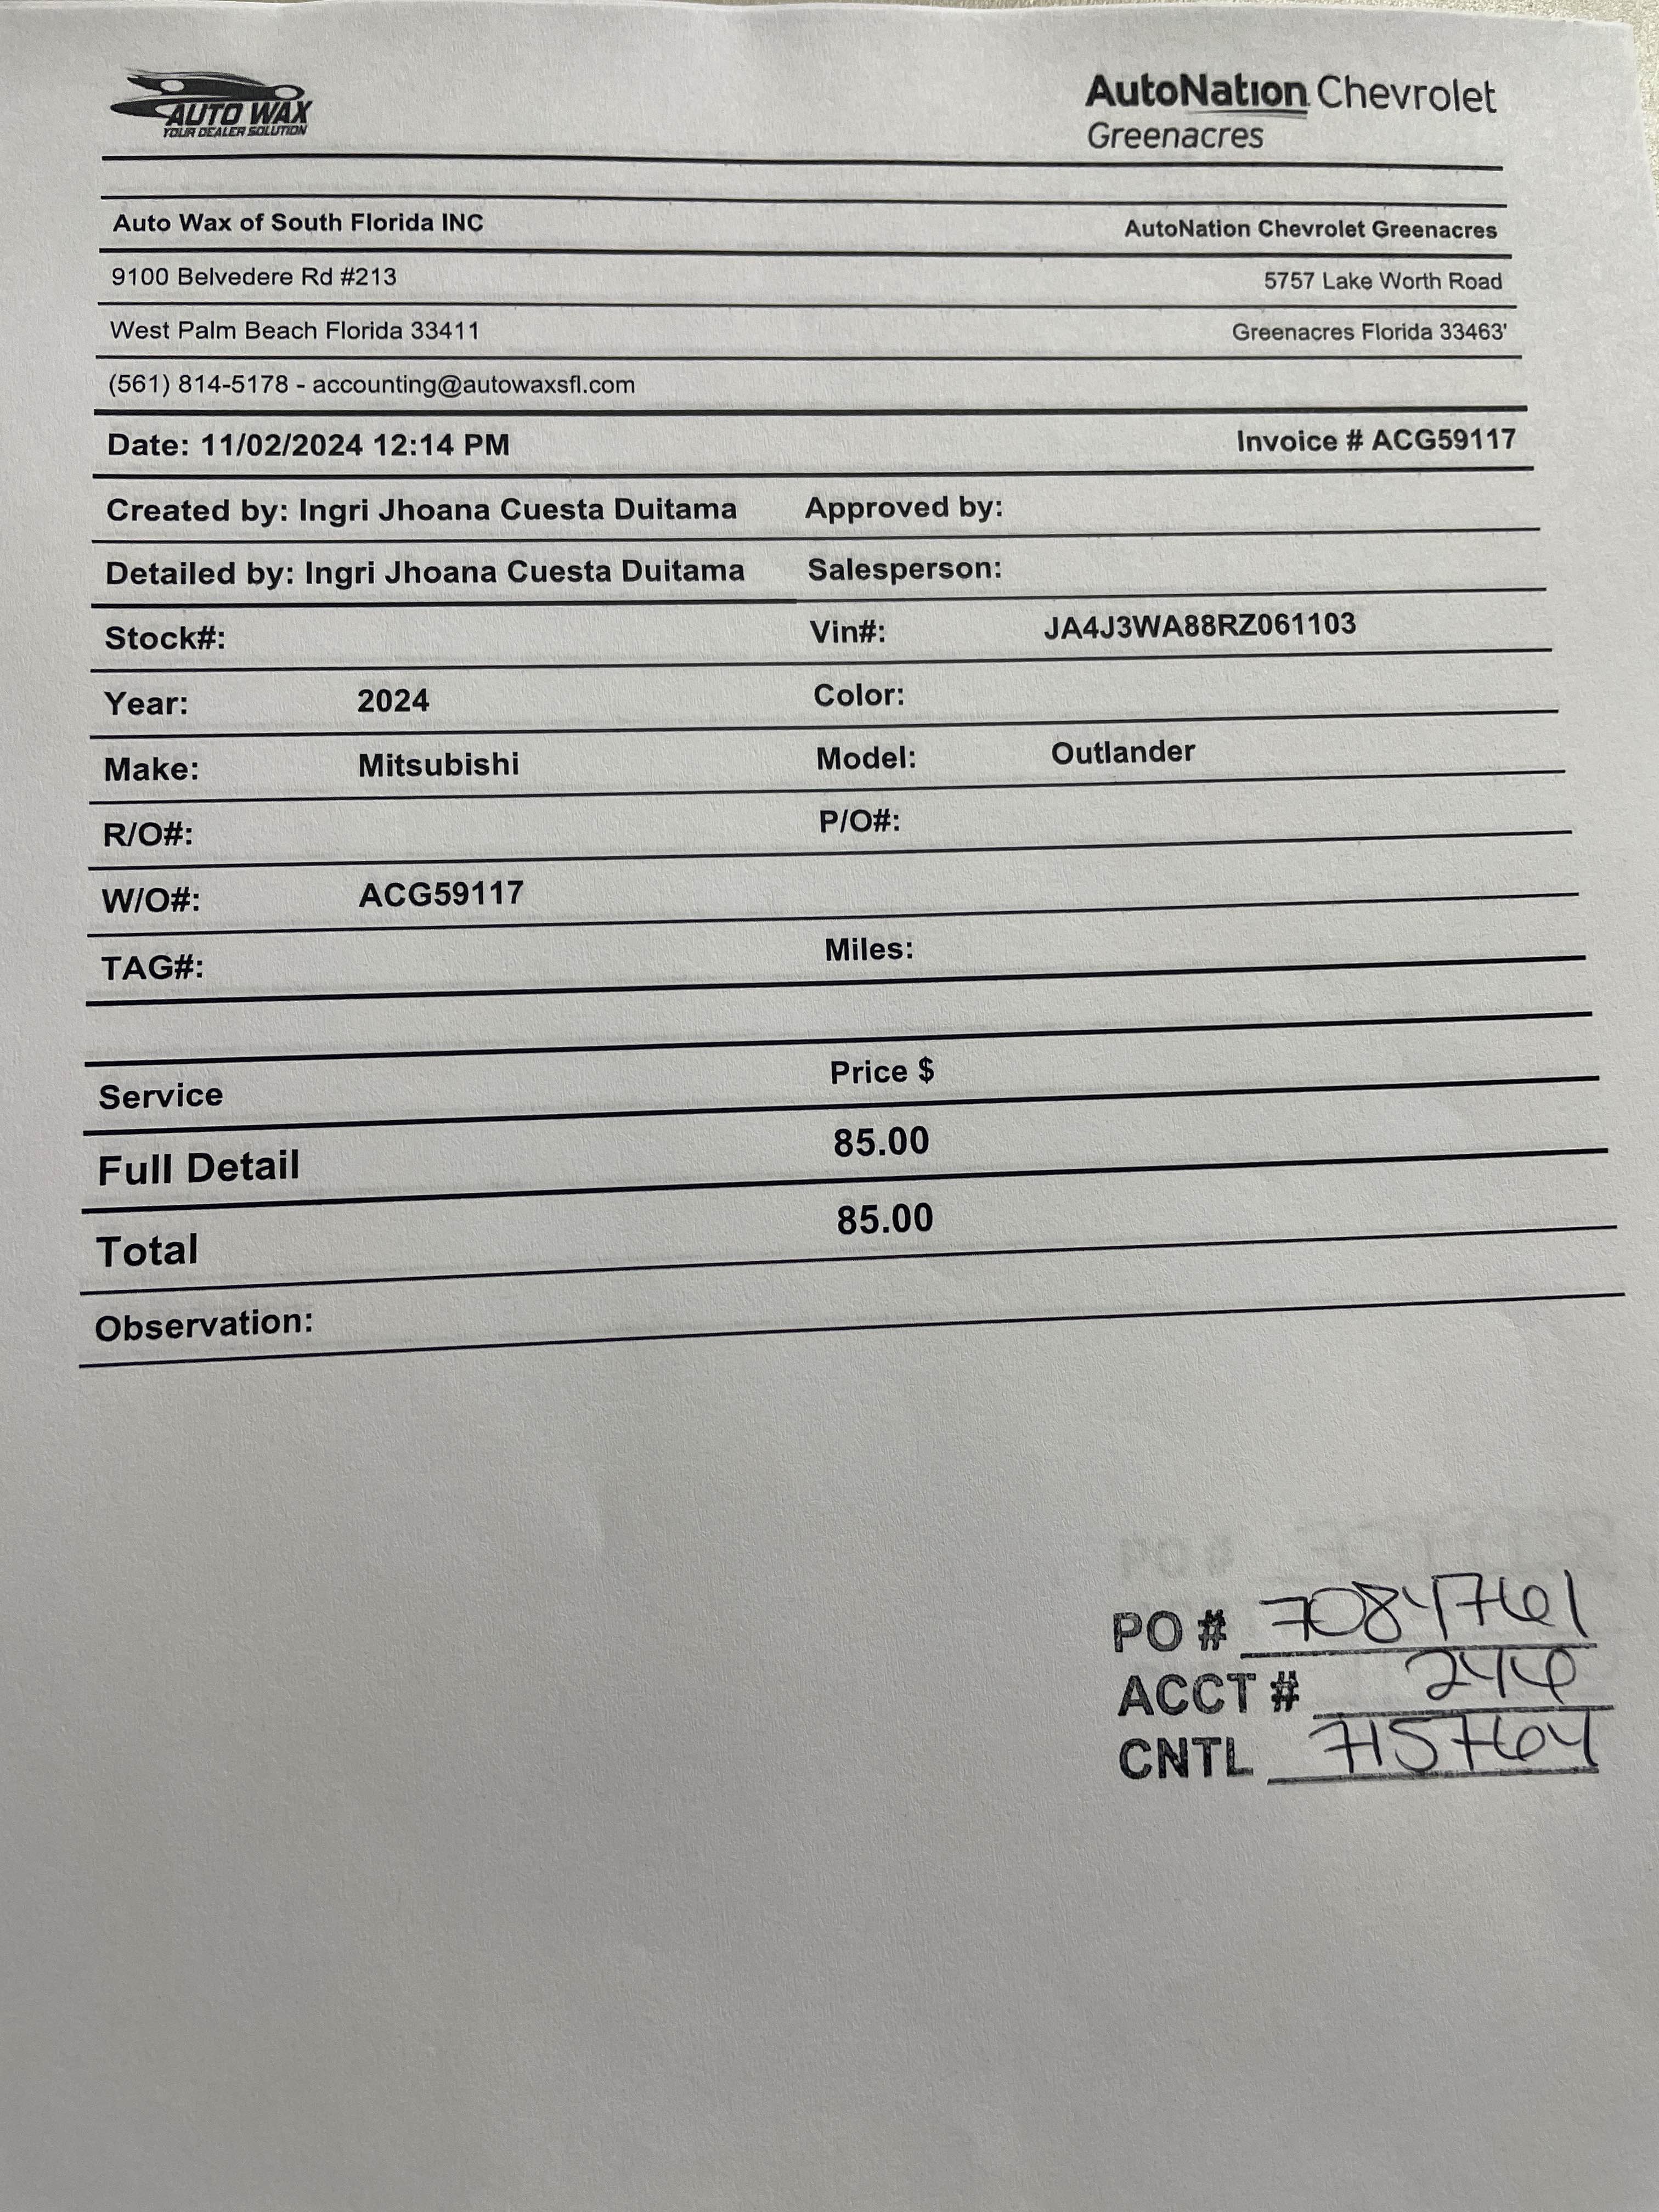 AUTO WAX
YOUR DEALER SOLUTION
AutoNation Chevrolet
Greenacres
Auto Wax of South Florida INC
AutoNation Chevrolet Greenacres
9100 Belvedere Rd #213
5757 Lake Worth Road
West Palm Beach Florida 33411
Greenacres Florida 33463'
(561) 814-5178 - accounting@autowaxsfl.com
Date: 11/02/2024 12:14 PM
Invoice # ACG59117
Created by: Ingri Jhoana Cuesta Duitama Approved by:
Detailed by: Ingri Jhoana Cuesta Duitama Salesperson:
Stock#: Vin#: JA4J3WA88RZ061103
Year: 2024 Color:
Make: Mitsubishi Model: Outlander
R/O#: P/O#:
W/O#: ACG59117
TAG#: Miles:
Service Price $
Full Detail 85.00
Total 85.00
Observation:
PO # 7084761
ACCT # 246
CNTL 715764